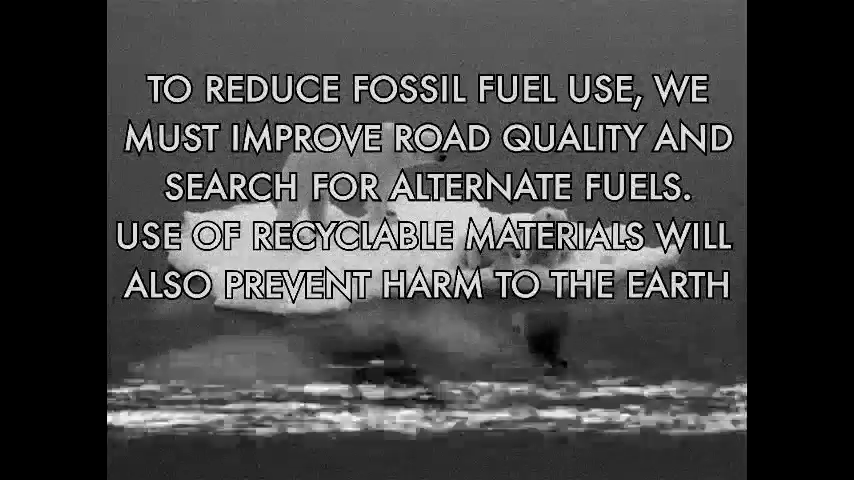 TO REDUCE FOSSIL FUEL USE, WE
MUST IMPROVE ROAD QUALITY AND
SEARCH FOR ALTERNATE FUELS.
USE OF RECYCLABLE MATERIALS WILL
ALSO PREVENT HARM TO THE EARTH